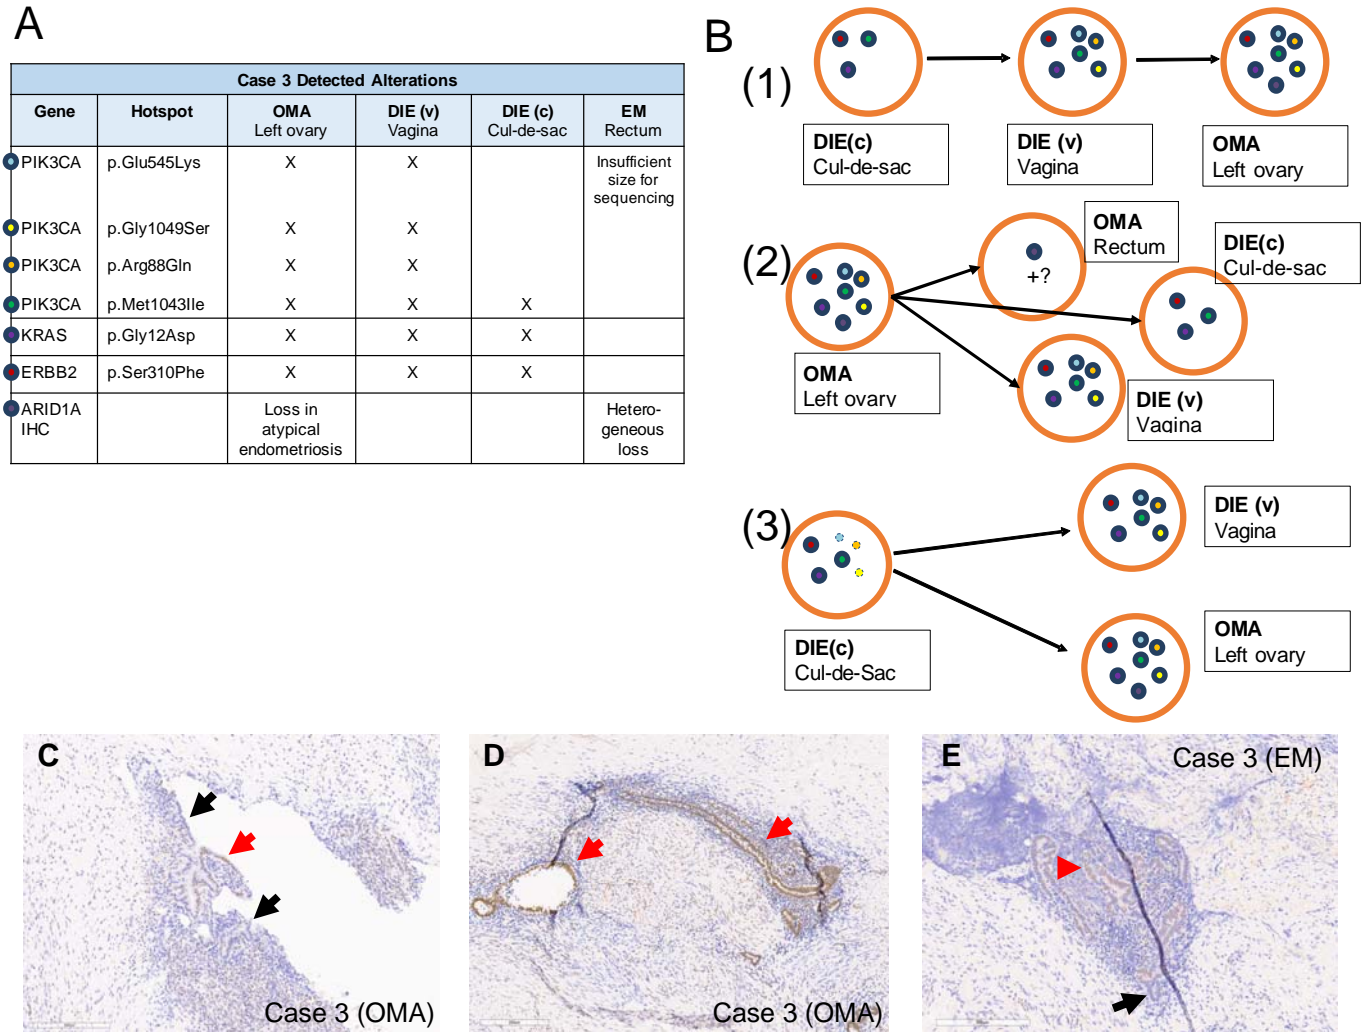 A
Case 3 Detected Alterations
Gene Hotspot OMA DIE (v) DIE (c) EM
Left ovary Vagina Cul-de-sac Rectum
PIK3CA p.Glu545Lys X X Insufficient
size for
sequencing
PIK3CA p.Gly1049Ser X X
PIK3CA p.Arg88Gln X X
PIK3CA p.Met1043Ile X X X
KRAS p.Gly12Asp X X X
ERBB2 p.Ser310Phe X X X
ARID1A Loss in Hetero-
IHC atypical geneous
endometriosis loss
B
(1)
DIE(c)
Cul-de-sac
DIE (v)
Vagina
OMA
Left ovary
(2)
OMA
Left ovary
OMA
Rectum
+?
DIE(c)
Cul-de-sac
DIE (v)
Vagina
(3)
DIE(c)
Cul-de-Sac
DIE (v)
Vagina
OMA
Left ovary
C
Case 3 (OMA)
D
Case 3 (OMA)
E
Case 3 (EM)